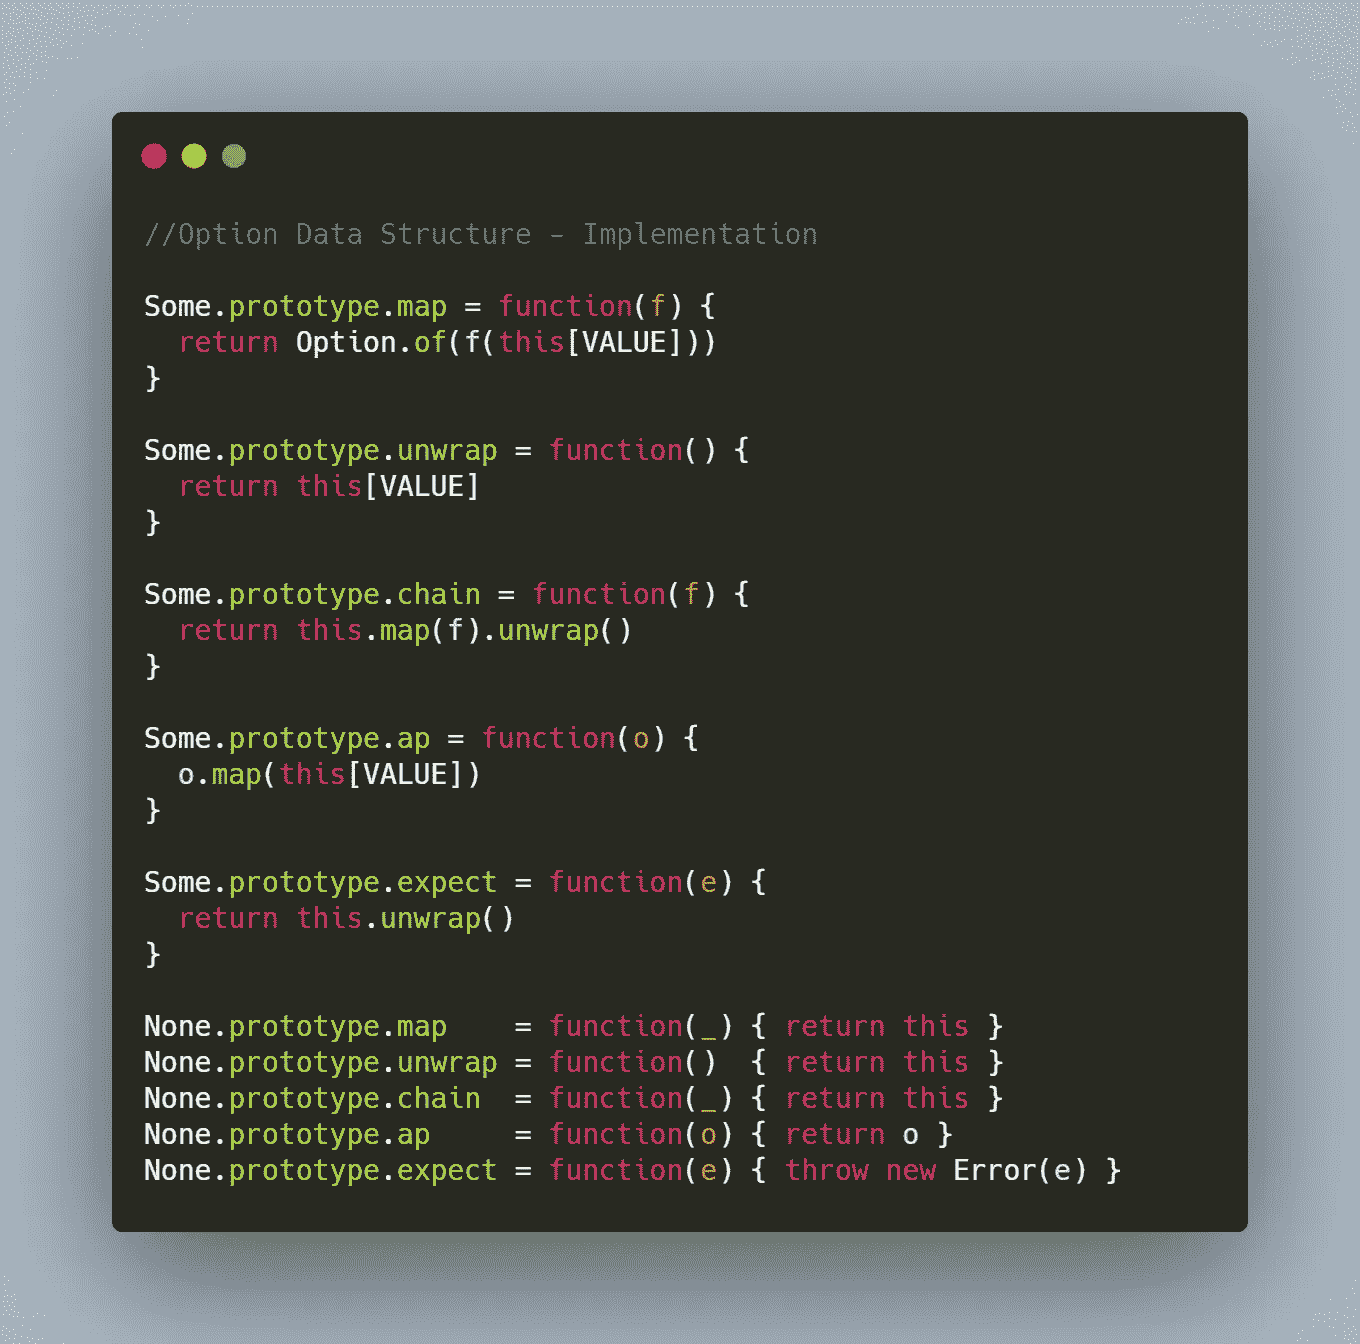 //Option Data Structure - Implementation
Some.prototype.map = function(f) {
  return Option.of(f(this[VALUE]))
}
Some.prototype.unwrap = function() {
  return this[VALUE]
}
Some.prototype.chain = function(f) {
  return this.map(f).unwrap()
}
Some.prototype.ap = function(o) {
  o.map(this[VALUE])
}
Some.prototype.expect = function(e) {
  return this.unwrap()
}
None.prototype.map    = function(_) { return this }
None.prototype.unwrap = function()  { return this }
None.prototype.chain  = function(_) { return this }
None.prototype.ap     = function(o) { return o }
None.prototype.expect = function(e) { throw new Error(e) }